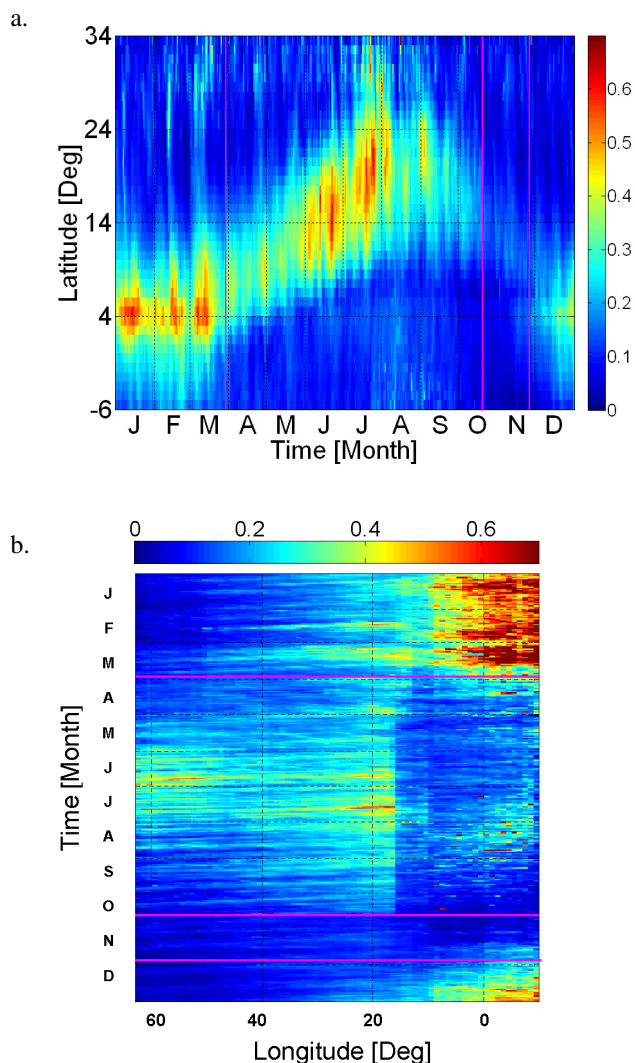 a.
34
24
14
4
-6
Latitude [Deg]
J F M A M J J A S O N D
Time [Month]
0.6
0.5
0.4
0.3
0.2
0.1
0
b.
0 0.2 0.4 0.6
J
F
M
A
M
J
J
A
S
O
N
D
Time [Month]
60 40 20 0
Longitude [Deg]